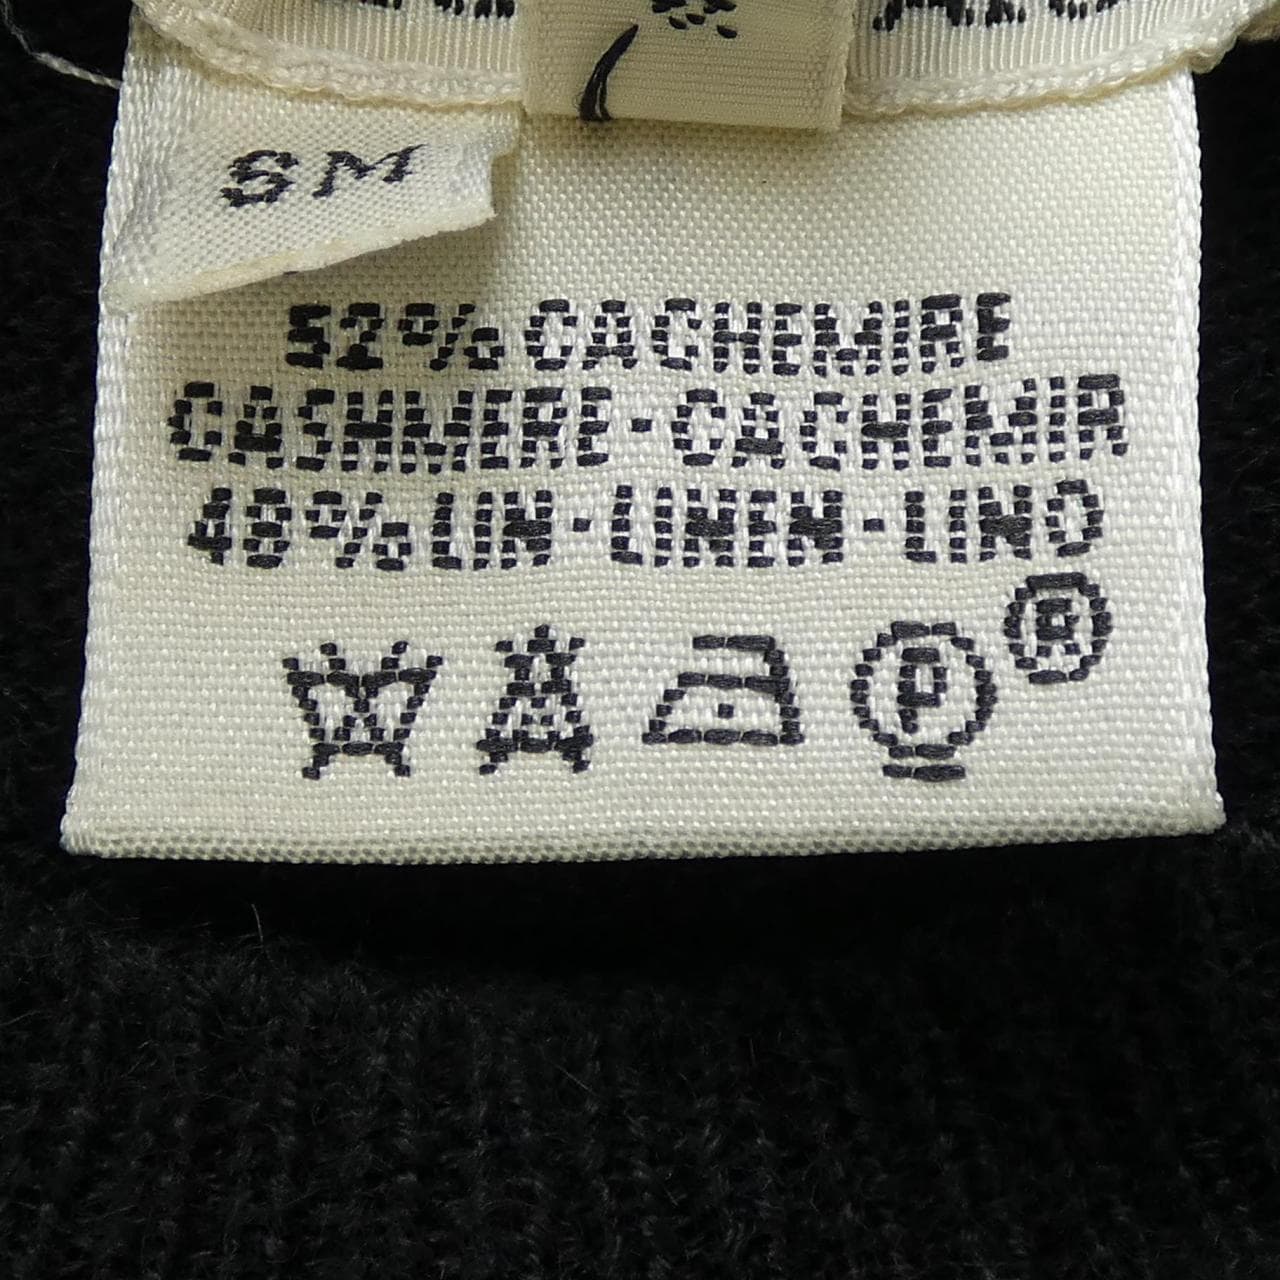 SM
52% CACHEMIRE
CASHMERE-CACHEMIR
48% LIN-LINEN-LINO
P ®